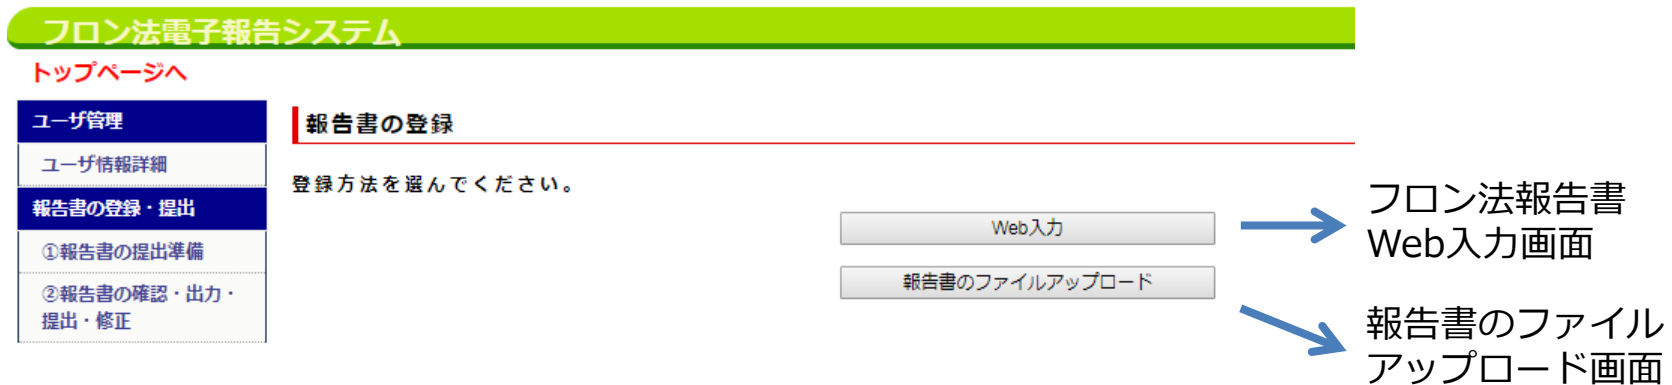 フロン法電子報告システム
トップページへ
ユーザ管理
ユーザ情報詳細
報告書の登録・提出
①報告書の提出準備
②報告書の確認・出力・
提出・修正
報告書の登録
登録方法を選んでください。
Web入力
報告書のファイルアップロード
フロン法報告書
Web入力画面
報告書のファイル
アップロード画面